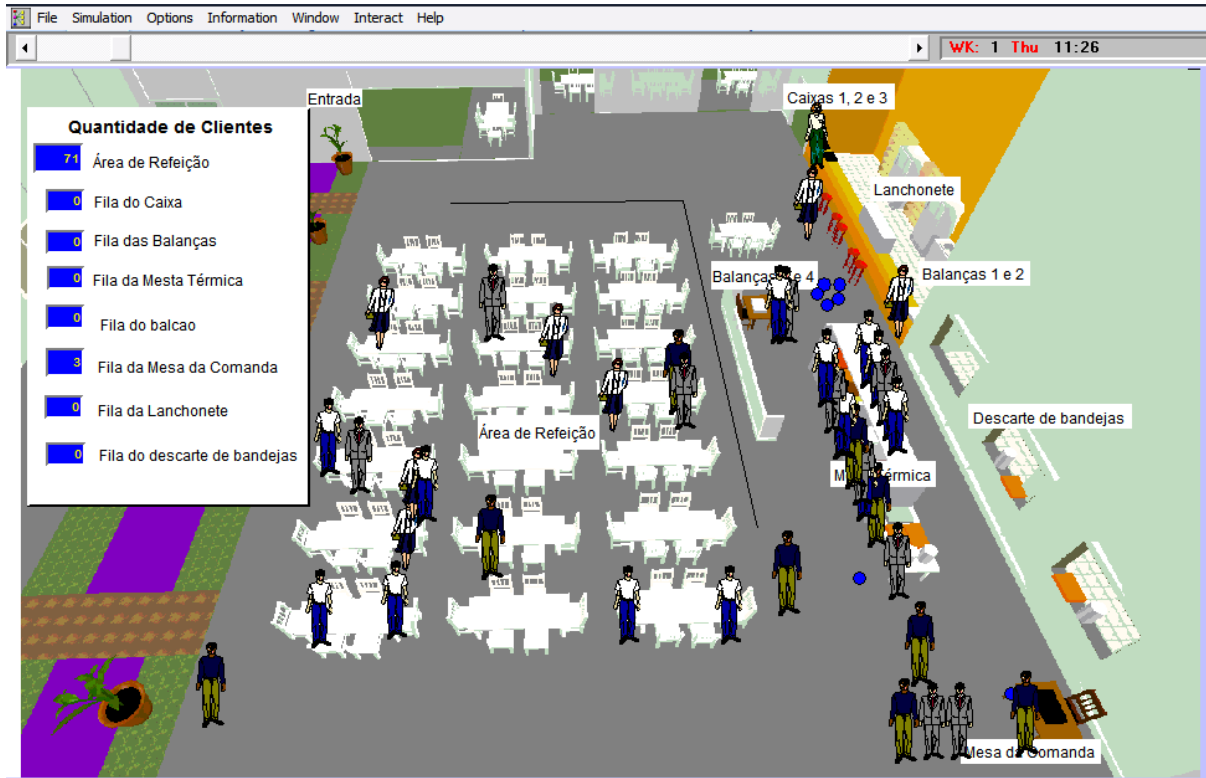 File Simulation Options Information Window Interact Help
WK: 1 Thu 11:26
Entrada
Caixas 1, 2 e 3
Quantidade de Clientes
71 Área de Refeição
0 Fila do Caixa
0 Fila das Balanças
0 Fila da Mesta Térmica
0 Fila do balcao
3 Fila da Mesa da Comanda
0 Fila da Lanchonete
0 Fila do descarte de bandejas
Lanchonete
Balanças e 4
Balanças 1 e 2
Descarte de bandejas
Área de Refeição
Térmica
Mesa da Comanda